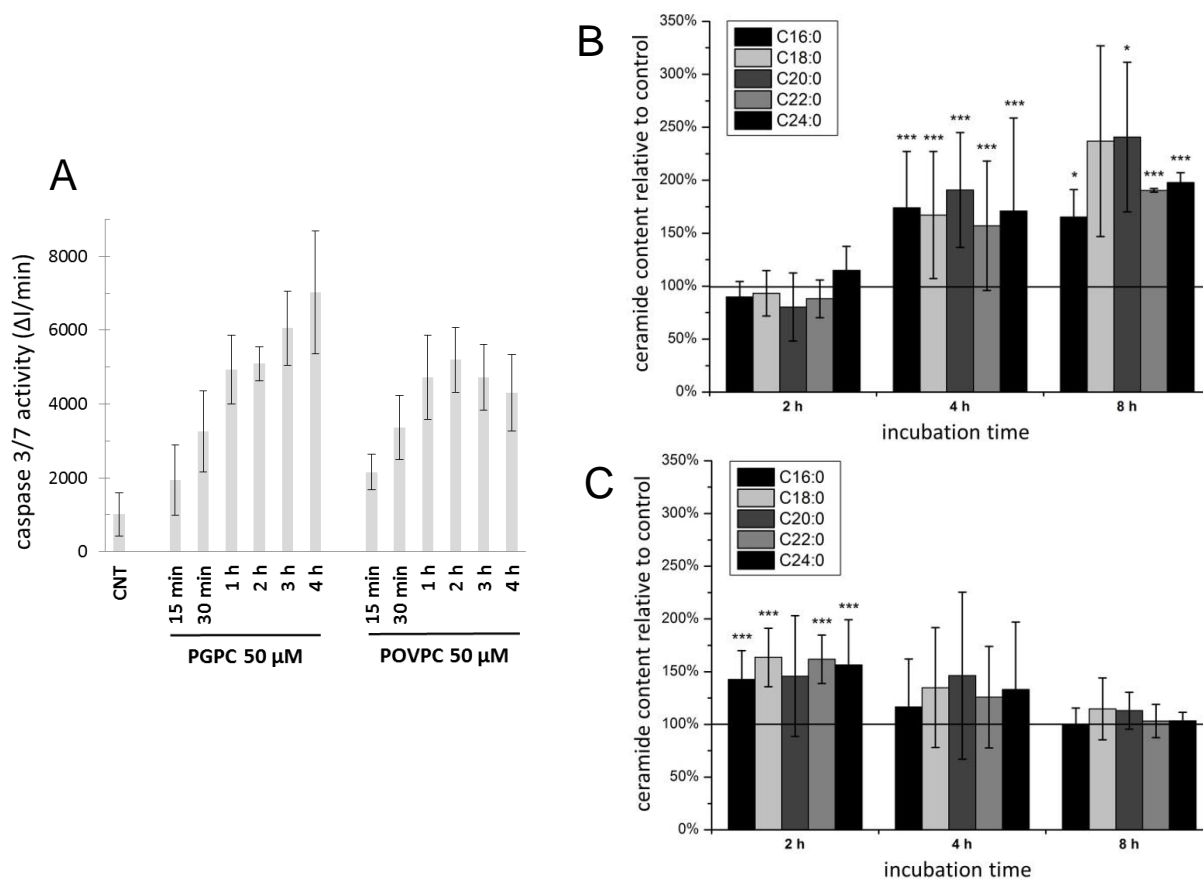 A
caspase 3/7 activity (ΔI/min)
8000
6000
4000
2000
0
CNT
15 min
30 min
1 h
2 h
3 h
4 h
PGPC 50 µM
15 min
30 min
1 h
2 h
3 h
4 h
POVPC 50 µM
B
ceramide content relative to control
350%
300%
250%
200%
150%
100%
50%
0%
C16:0
C18:0
C20:0
C22:0
C24:0
*** *** *** *** ***
* * *** ***
2 h 4 h 8 h
incubation time
C
ceramide content relative to control
350%
300%
250%
200%
150%
100%
50%
0%
C16:0
C18:0
C20:0
C22:0
C24:0
*** *** *** ***
2 h 4 h 8 h
incubation time